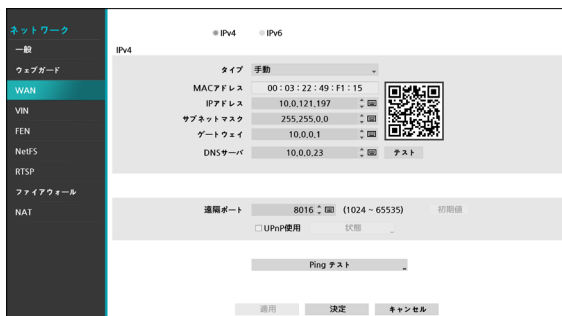 ネットワーク
一般
ウェブガード
WAN
VIN
FEN
NetFS
RTSP
ファイアウォール
NAT
IPv4 IPv6
IPv4
タイプ 手動
MACアドレス 00:03:22:49:F1:15
IPアドレス 10,0,121,197
サブネットマスク 255,255,0,0
ゲートウェイ 10,0,0,1
DNSサーバ 10,0,0,23 テスト
遠隔ポート 8016 (1024 ~ 65535) 初期値
UPnP使用 状態
Ping テスト
適用 決定 キャンセル